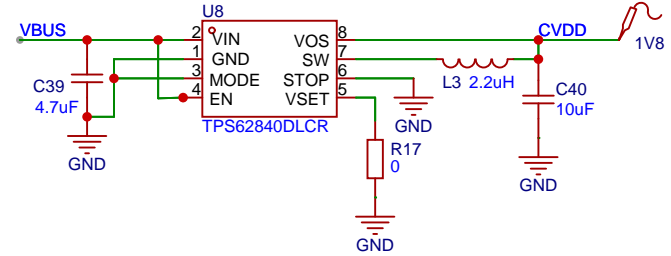 U8
VBUS
CVDD
1V8
2 VIN VOS 8
1 GND SW 7
3 MODE STOP 6
4 EN VSET 5
TPS62840DLCR
C39
4.7uF
GND
L3 2.2uH
C40
10uF
GND
R17
0
GND
GND